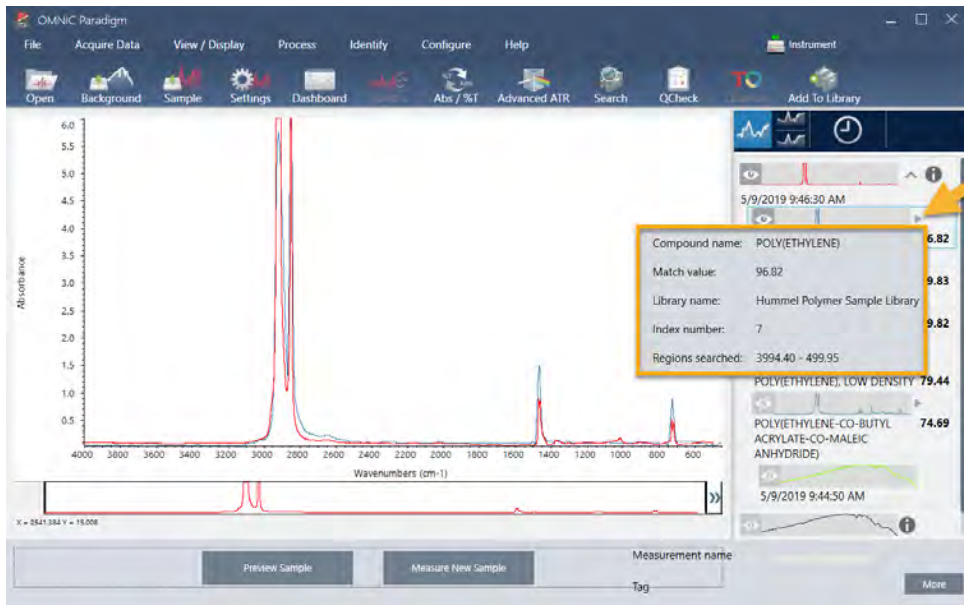 OMNIC Paradigm
File Acquire Data View / Display Process Identify Configure Help Instrument
Open Background Sample Settings Dashboard Abs / %T Advanced ATR Search QCheck Add To Library
6.0
5.5
5.0
4.5
4.0
3.5
3.0
2.5
2.0
1.5
1.0
0.5
Absorbance
4000 3800 3600 3400 3200 3000 2800 2600 2400 2200 2000 1800 1600 1400 1200 1000 800 600
Wavenumbers (cm-1)
X = 3541.384 Y = 15.008
5/9/2019 9:46:30 AM
6.82
9.83
9.82
Compound name: POLY(ETHYLENE)
Match value: 96.82
Library name: Hummel Polymer Sample Library
Index number: 7
Regions searched: 3994.40 - 499.95
POLY(ETHYLENE), LOW DENSITY 79.44
POLY(ETHYLENE-CO-BUTYL 74.69
ACRYLATE-CO-MALEIC
ANHYDRIDE)
5/9/2019 9:44:50 AM
Preview Sample Measure New Sample
Measurement name
Tag
More